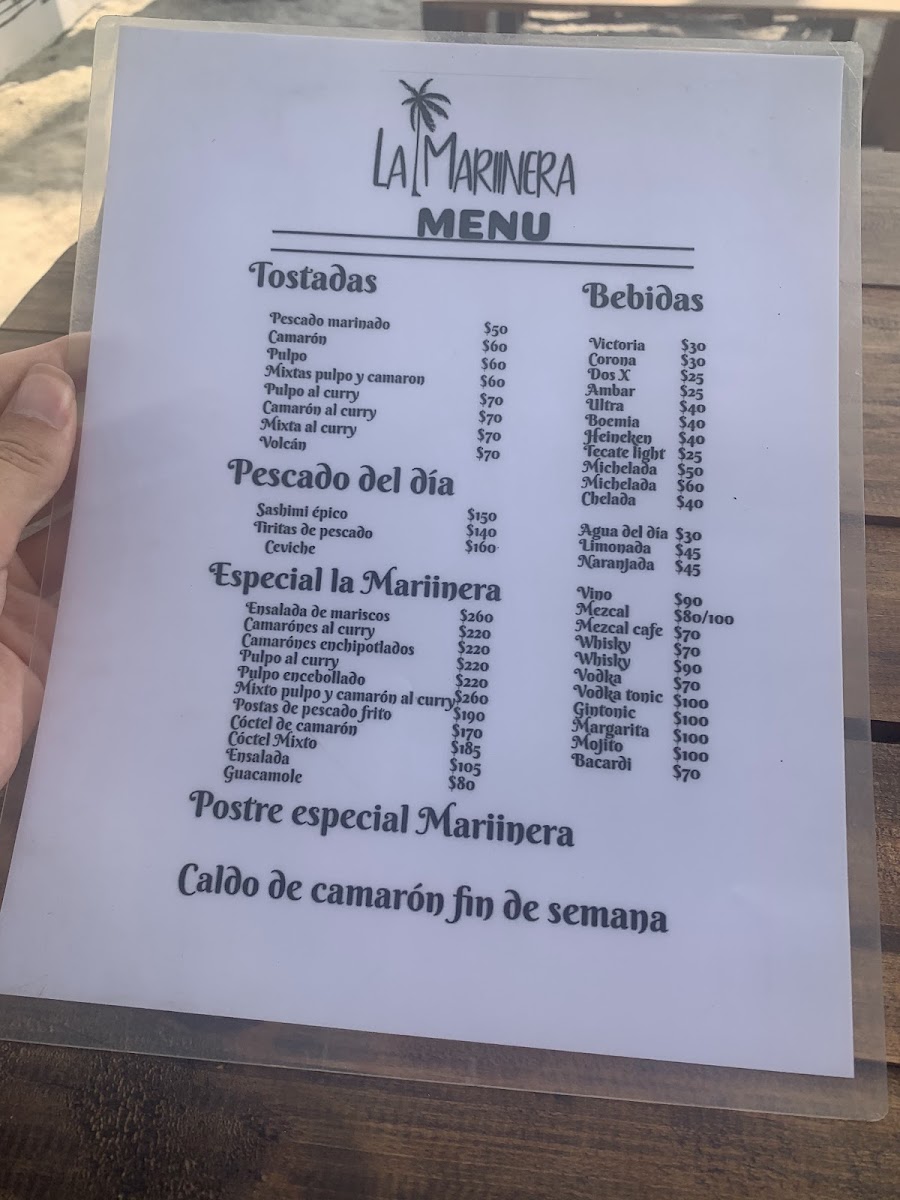 LA MARIINERA
MENU
Tostadas
Pescado marinado $50
Camarón $60
Pulpo $60
Mixtas pulpo y camaron $60
Pulpo al curry $70
Camarón al curry $70
Mixta al curry $70
Volcán $70
Pescado del día
Sashimi épico $150
Tiritas de pescado $140
Ceviche $160
Especial la Mariinera
Ensalada de mariscos $260
Camarónes al curry $220
Camarónes enchipotlados $220
Pulpo al curry $220
Pulpo encebollado $220
Mixto pulpo y camarón al curry $260
Postas de pescado frito $190
Cóctel de camarón $170
Cóctel Mixto $185
Ensalada $105
Guacamole $80
Bebidas
Victoria $30
Corona $30
Dos X $25
Ambar $25
Ultra $40
Boemia $40
Heineken $40
Tecate light $25
Michelada $50
Michelada $60
Chelada $40
Agua del día $30
Limonada $45
Naranjada $45
Vino $90
Mezcal $80/100
Mezcal cafe $70
Whisky $70
Whisky $90
Vodka $70
Vodka tonic $100
Gintonic $100
Margarita $100
Mojito $100
Bacardi $70
Postre especial Mariinera
Caldo de camarón fin de semana